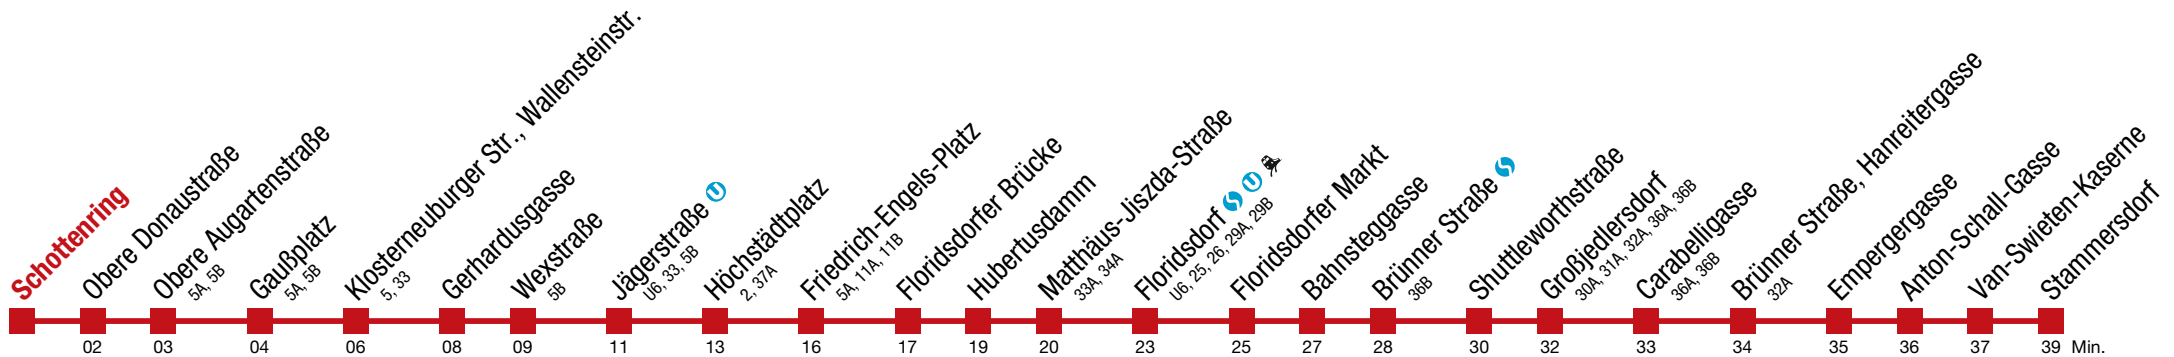 Schottenring
Obere Donaustraße
Obere Augartenstraße
5A, 5B
Gaußplatz
5A, 5B
Klosterneuburger Str., Wallensteinstr.
5, 33
Gerhardusgasse
Wexstraße
5B
Jägerstraße U
U6, 33, 5B
Höchstädtplatz
2, 37A
Friedrich-Engels-Platz
5A, 11A, 11B
Floridsdorfer Brücke
Hubertusdamm
Matthäus-Jiszda-Straße
33A, 34A
Floridsdorf S U
U6, 25, 26, 29A, 29B
Floridsdorfer Markt
Bahnsteggasse
Brünner Straße S
36B
Shuttleworthstraße
Großjedlersdorf
30A, 31A, 32A, 36A, 36B
Carabelligasse
36A, 36B
Brünner Straße, Hanreitergasse
32A
Empergergasse
Anton-Schall-Gasse
Van-Swieten-Kaserne
Stammersdorf
02 03 04 06 08 09 11 13 16 17 19 20 23 25 27 28 30 32 33 34 35 36 37 39 Min.